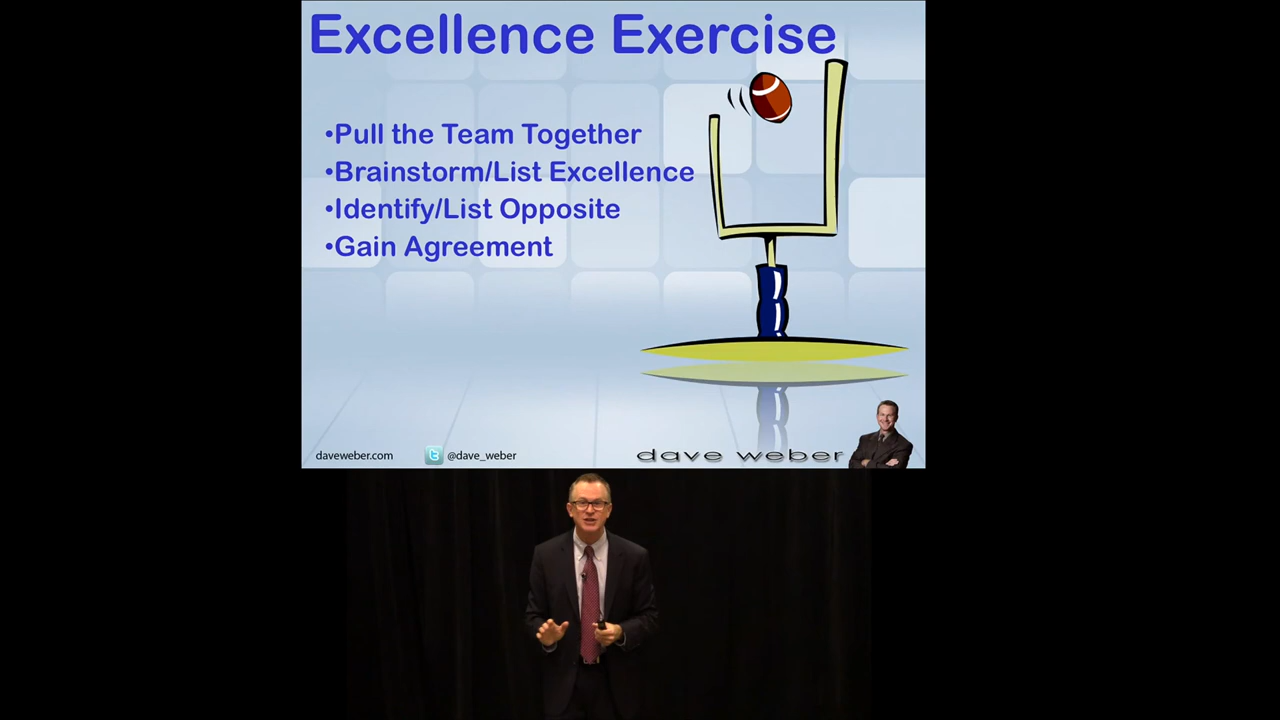 Excellence Exercise
•Pull the Team Together
•Brainstorm/List Excellence
•Identify/List Opposite
•Gain Agreement
daveweber.com @dave_weber dave weber